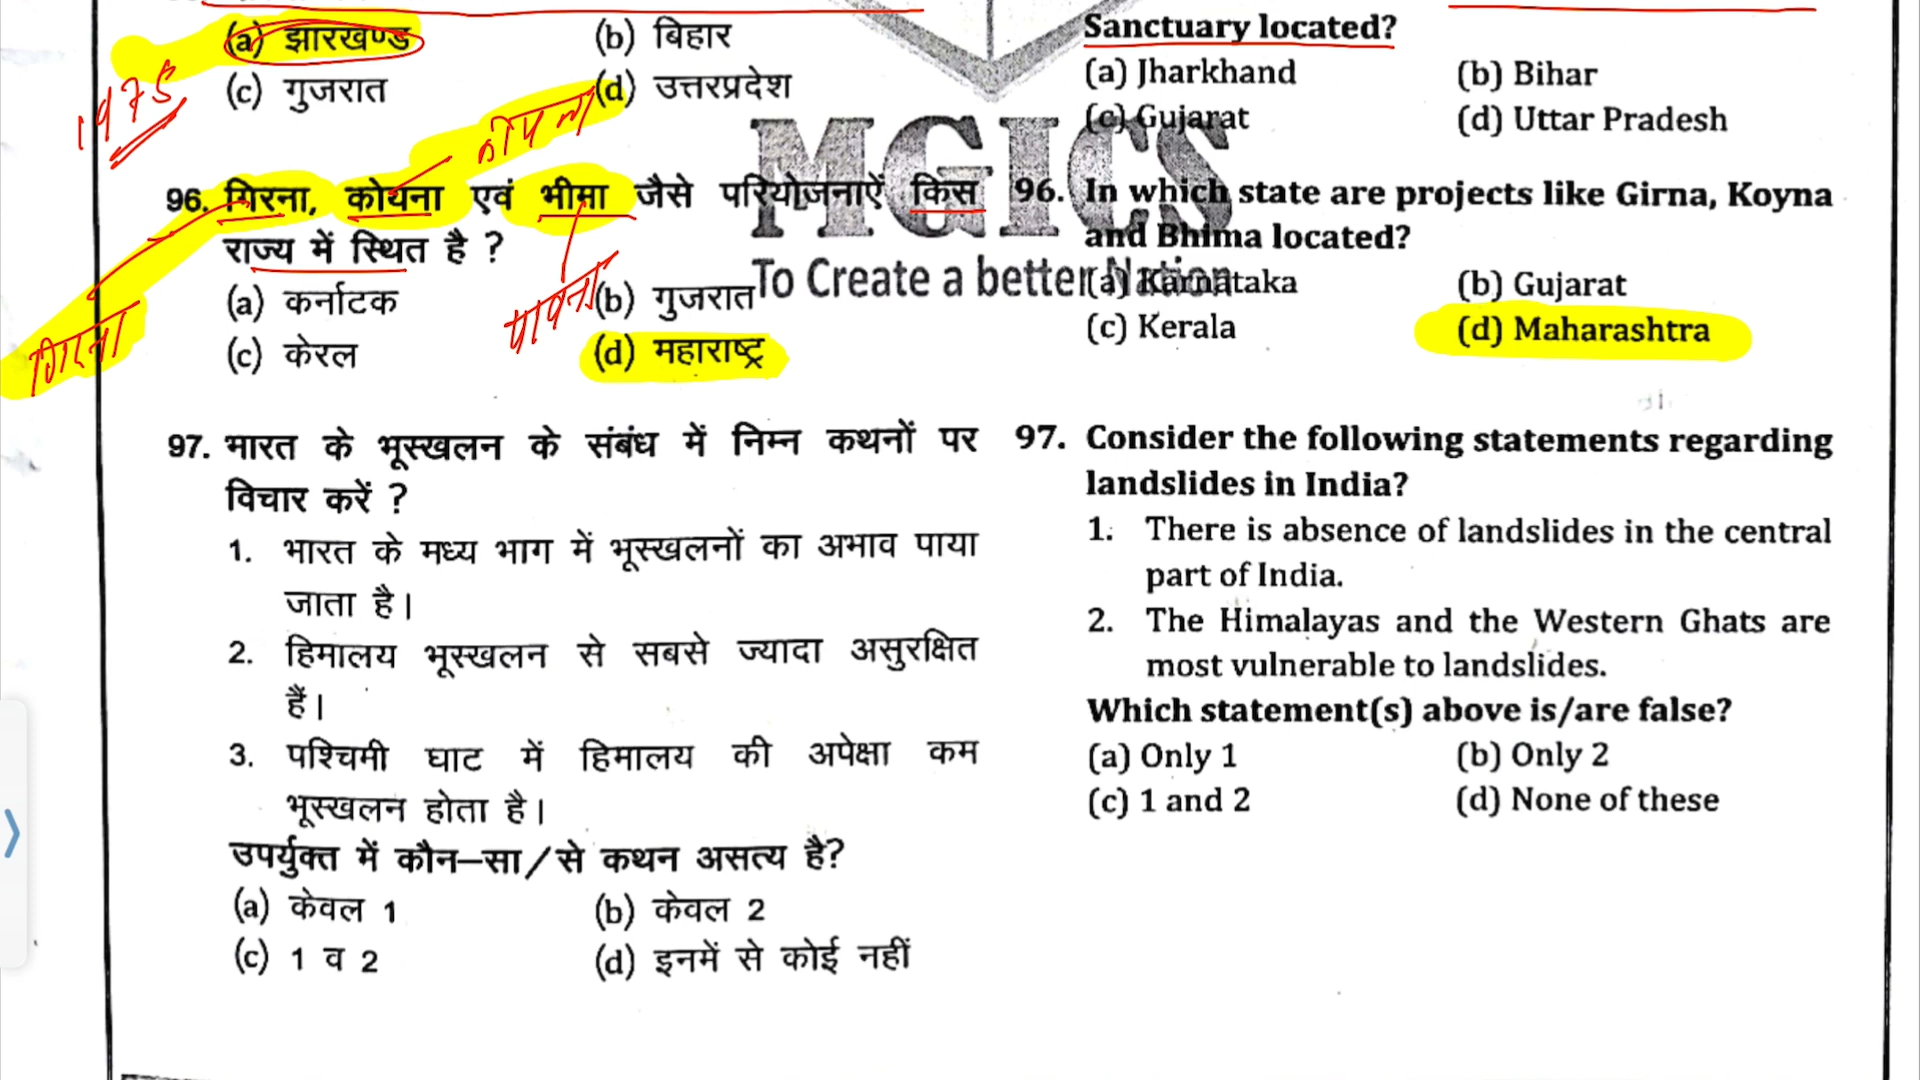 (a) झारखण्ड (b) बिहार
(c) गुजरात (d) उत्तरप्रदेश
1975
कोयना
96. गिरना, कोयना एवं भीमा जैसे परियोजनाऐं किस
राज्य में स्थित है ?
(a) कर्नाटक (b) गुजरात
(c) केरल (d) महाराष्ट्र
गिरना
97. भारत के भूस्खलन के संबंध में निम्न कथनों पर
विचार करें ?
1. भारत के मध्य भाग में भूस्खलनों का अभाव पाया
जाता है।
2. हिमालय भूस्खलन से सबसे ज्यादा असुरक्षित
हैं।
3. पश्चिमी घाट में हिमालय की अपेक्षा कम
भूस्खलन होता है।
उपर्युक्त में कौन–सा/से कथन असत्य है?
(a) केवल 1 (b) केवल 2
(c) 1 व 2 (d) इनमें से कोई नहीं
MGICS
To Create a better Nation
Sanctuary located?
(a) Jharkhand (b) Bihar
(c) Gujarat (d) Uttar Pradesh
96. In which state are projects like Girna, Koyna
and Bhima located?
(a) Karnataka (b) Gujarat
(c) Kerala (d) Maharashtra
97. Consider the following statements regarding
landslides in India?
1. There is absence of landslides in the central
part of India.
2. The Himalayas and the Western Ghats are
most vulnerable to landslides.
Which statement(s) above is/are false?
(a) Only 1 (b) Only 2
(c) 1 and 2 (d) None of these